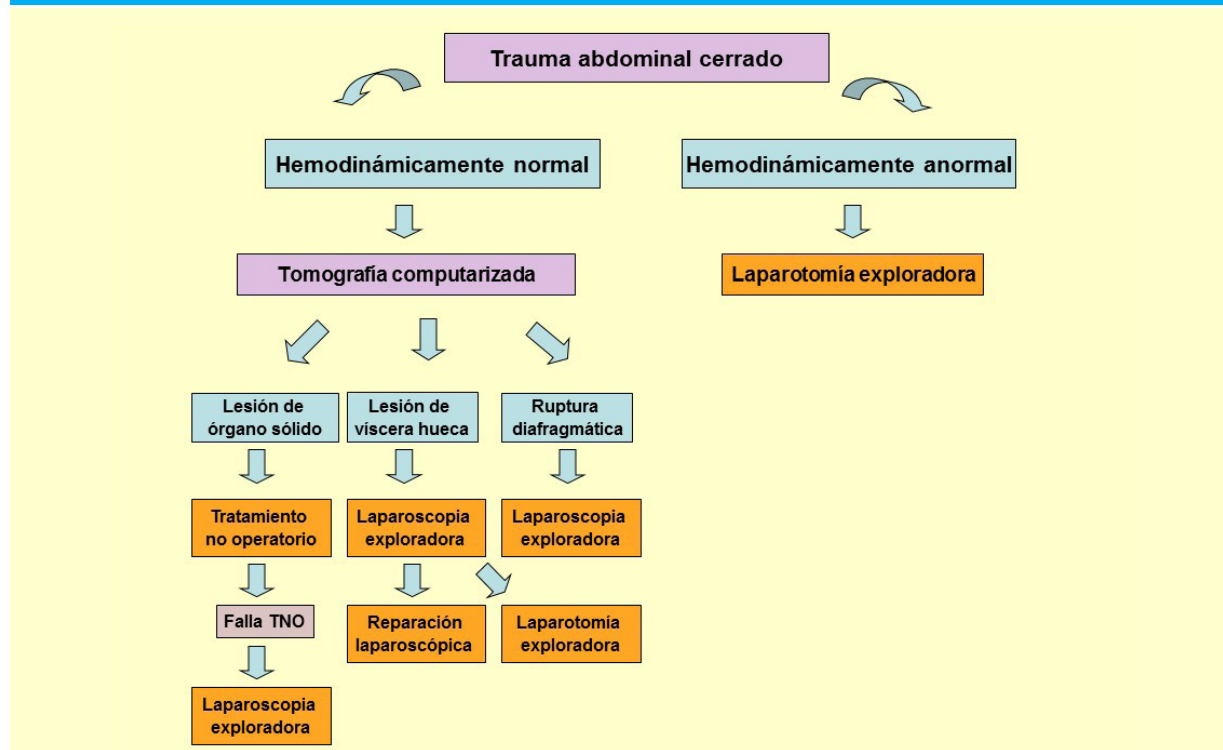 Trauma abdominal cerrado
Hemodinámicamente normal
Hemodinámicamente anormal
Tomografía computarizada
Laparotomía exploradora
Lesión de
órgano sólido
Lesión de
víscera hueca
Ruptura
diafragmática
Tratamiento
no operatorio
Laparoscopia
exploradora
Laparoscopia
exploradora
Falla TNO
Reparación
laparoscópica
Laparotomía
exploradora
Laparoscopia
exploradora